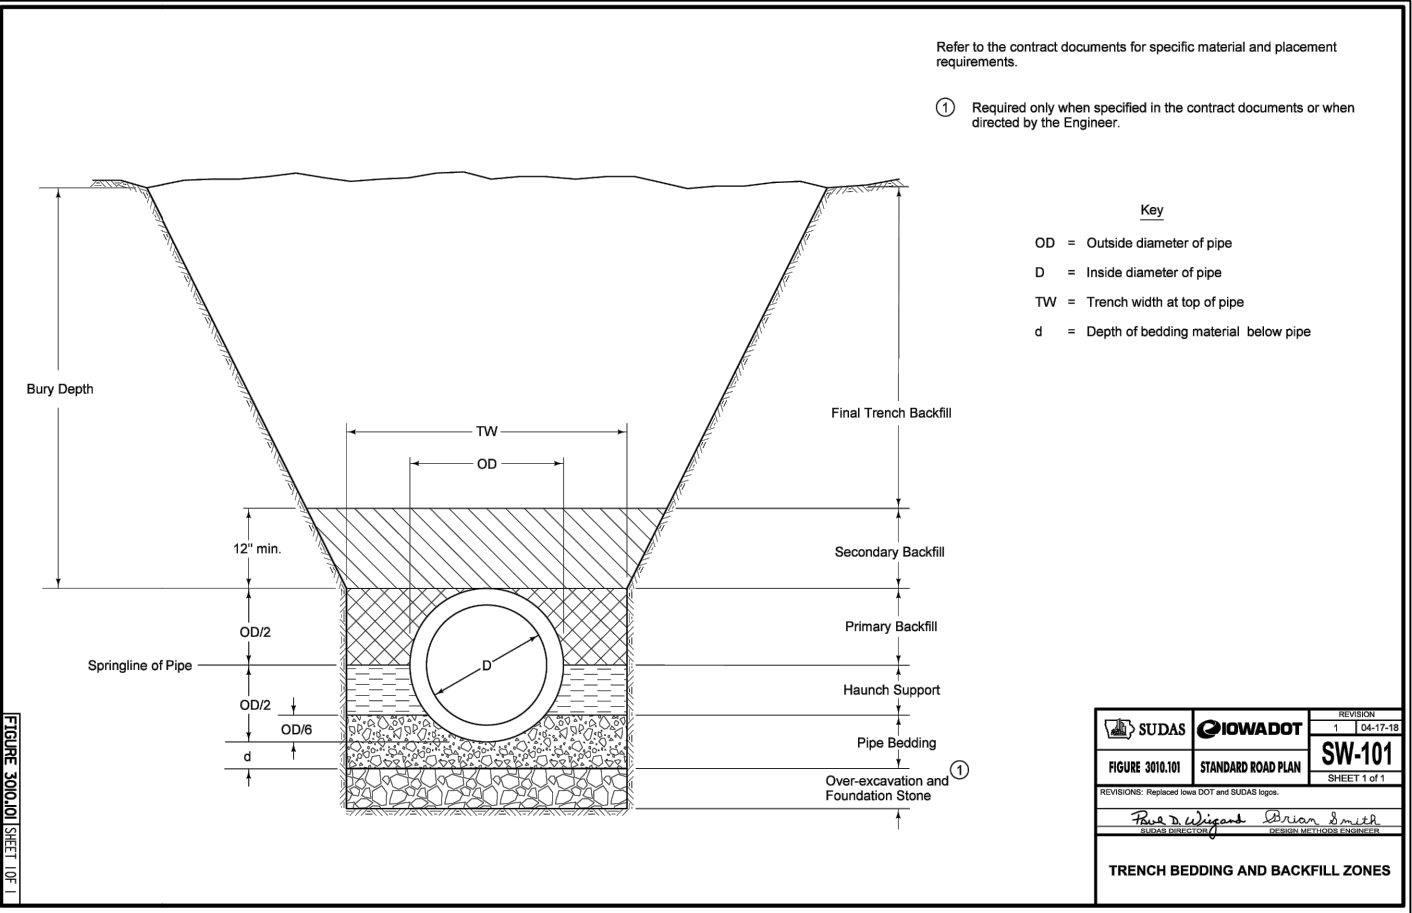 Refer to the contract documents for specific material and placement
requirements.
1 Required only when specified in the contract documents or when
directed by the Engineer.
Key
OD = Outside diameter of pipe
D = Inside diameter of pipe
TW = Trench width at top of pipe
d = Depth of bedding material below pipe
Bury Depth
Final Trench Backfill
TW
OD
12" min.
Secondary Backfill
OD/2
Primary Backfill
Springline of Pipe
D
Haunch Support
OD/2
OD/6
Pipe Bedding
d
Over-excavation and 1
Foundation Stone
FIGURE 3010.101 SHEET 1 OF 1
SUDAS
IOWADOT
REVISION
1 04-17-18
FIGURE 3010.101
STANDARD ROAD PLAN
SW-101
SHEET 1 of 1
REVISIONS: Replaced Iowa DOT and SUDAS logos.
Paul D. Wiegand Brian Smith
SUDAS DIRECTOR DESIGN METHODS ENGINEER
TRENCH BEDDING AND BACKFILL ZONES